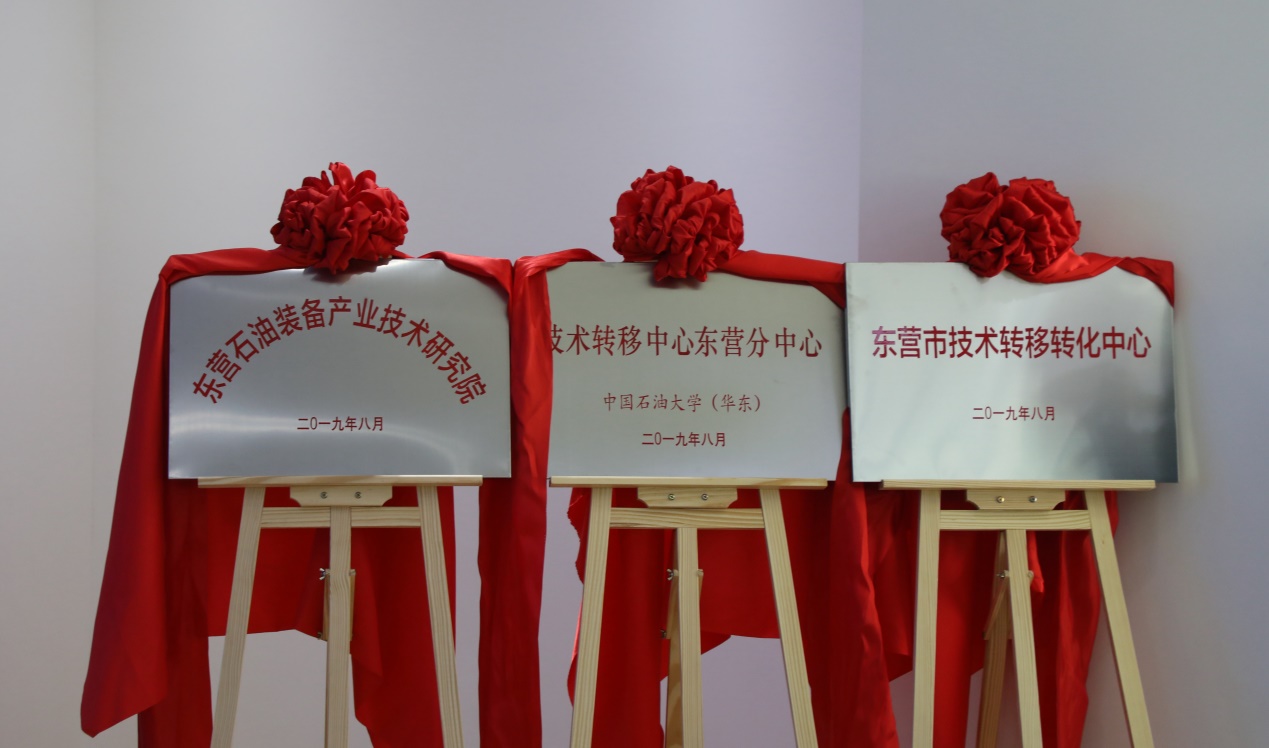 东营石油装备产业技术研究院
二〇一九年八月
术转移中心东营分中心
中国石油大学（华东）
二〇一九年八月
东营市技术转移转化中心
二〇一九年八月